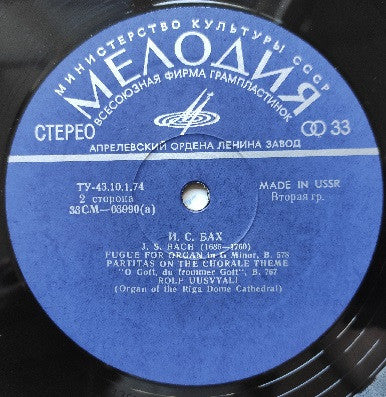 МИНИСТЕРСТВО КУЛЬТУРЫ СССР
МЕЛОДИЯ
ВСЕСОЮЗНАЯ ФИРМА ГРАМПЛАСТИНОК
СТЕРЕО
33
АПРЕЛЕВСКИЙ ОРДЕНА ЛЕНИНА ЗАВОД
ТУ-43.10.1.74
MADE IN USSR
2 сторона
Вторая гр.
33СМ—03990(а)
И. С. БАХ
J. S. BACH (1685—1750)
FUGUE FOR ORGAN in G Minor, B. 578
PARTITAS ON THE CHORALE THEME
"O Gott, du frommer Gott", B. 767
ROLF UUSVYALI
(Organ of the Riga Dome Cathedral)